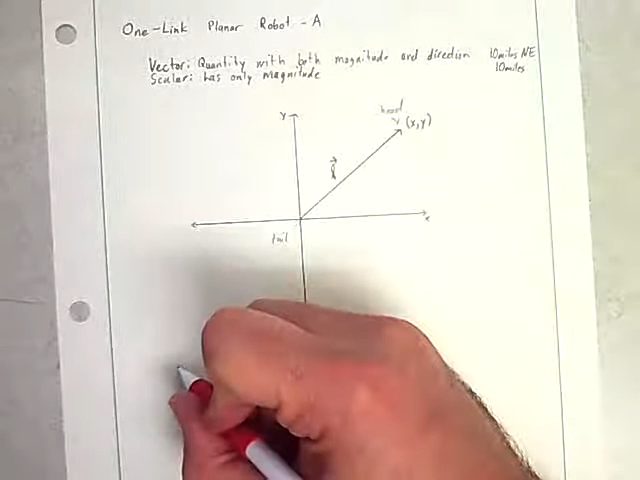 One-Link Planar Robot - A
Vector: Quantity with both magnitude and direction 10miles NE
Scalar: has only magnitude 10miles
head
y (x,y)
x
tail